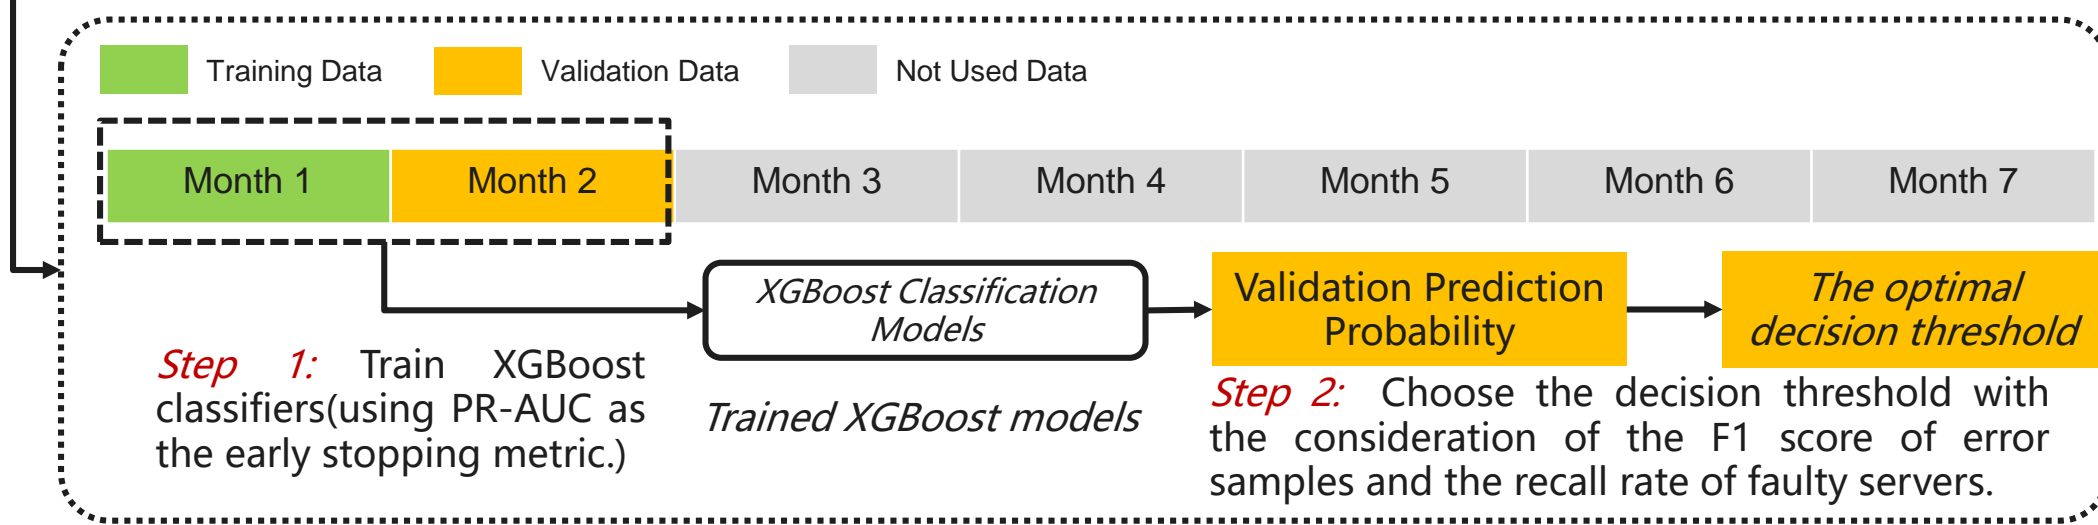 Training Data
Validation Data
Not Used Data
Month 1
Month 2
Month 3
Month 4
Month 5
Month 6
Month 7
XGBoost Classification
Models
Validation Prediction
Probability
The optimal
decision threshold
Step 1: Train XGBoost
classifiers(using PR-AUC as
the early stopping metric.)
Trained XGBoost models
Step 2: Choose the decision threshold with
the consideration of the F1 score of error
samples and the recall rate of faulty servers.